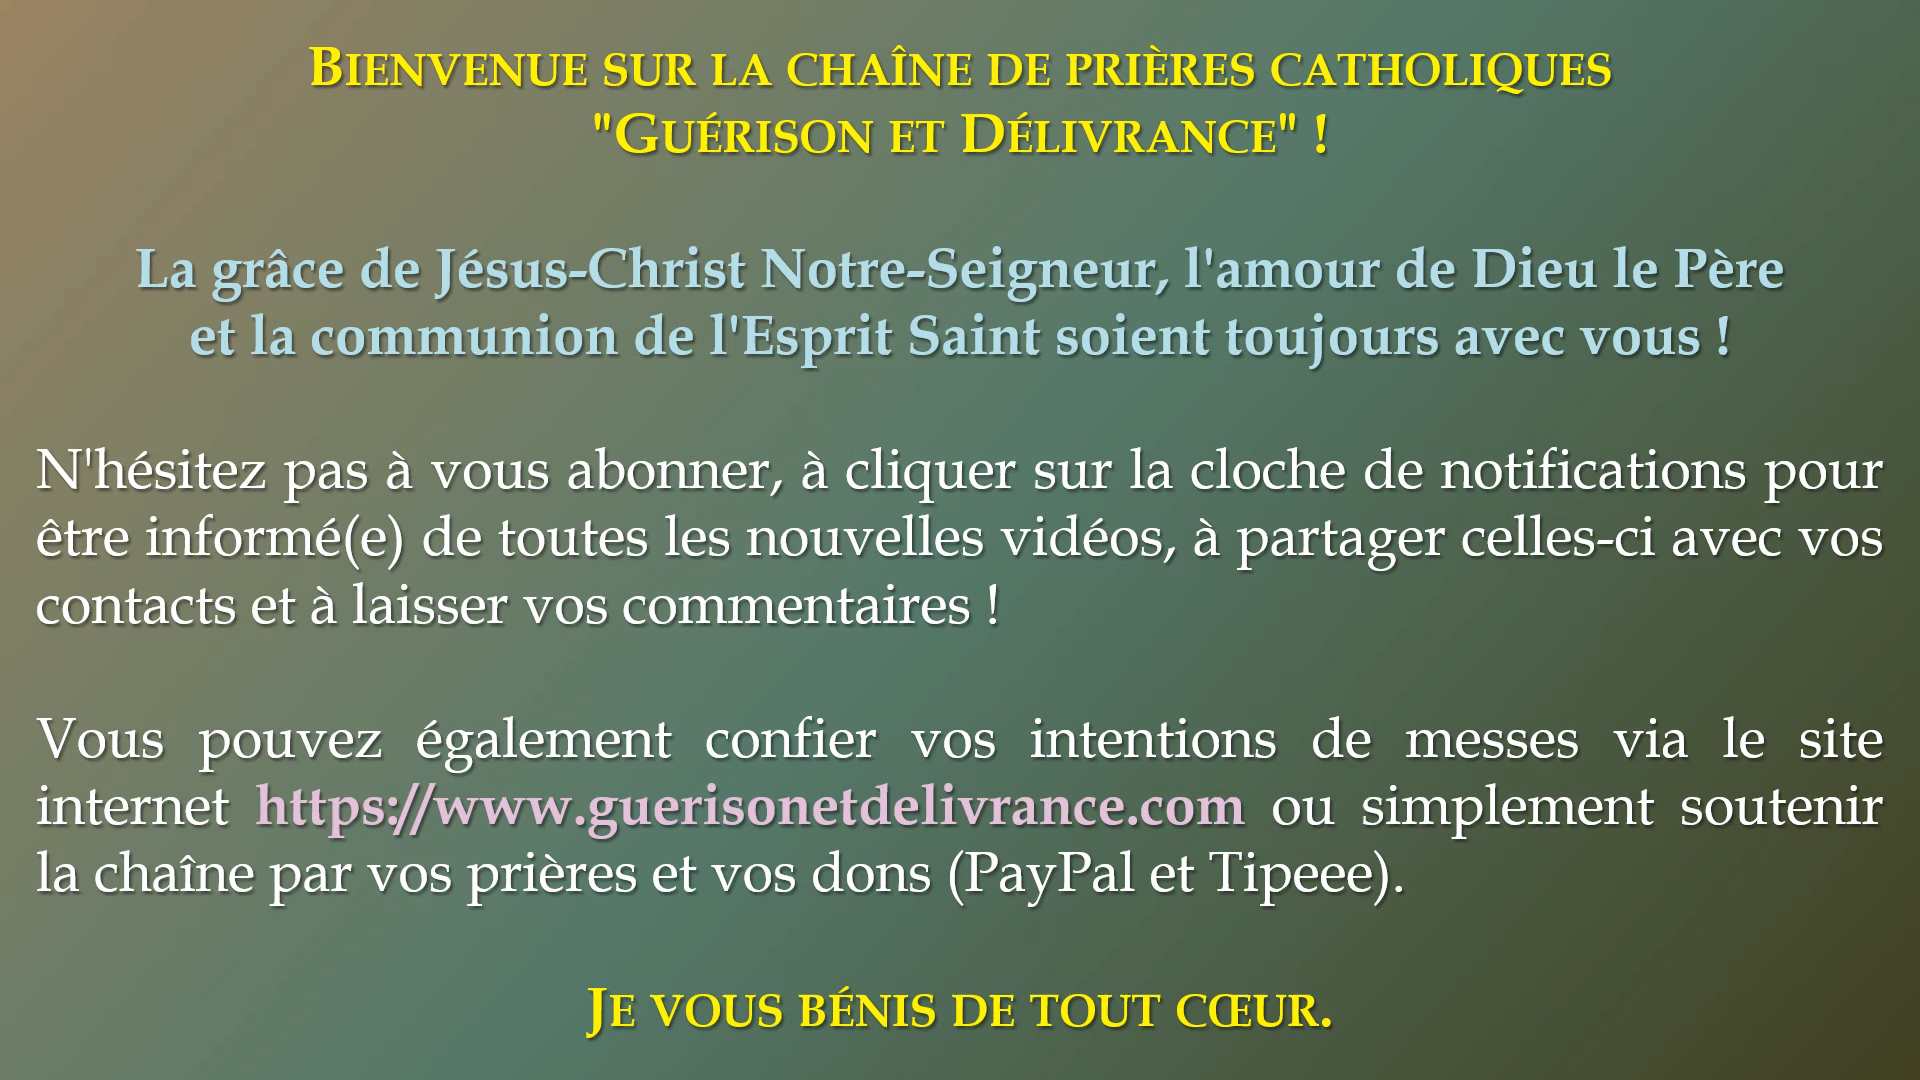 Bienvenue sur la chaîne de prières catholiques
"Guérison et Délivrance" !
La grâce de Jésus-Christ Notre-Seigneur, l'amour de Dieu le Père
et la communion de l'Esprit Saint soient toujours avec vous !
N'hésitez pas à vous abonner, à cliquer sur la cloche de notifications pour
être informé(e) de toutes les nouvelles vidéos, à partager celles-ci avec vos
contacts et à laisser vos commentaires !
Vous pouvez également confier vos intentions de messes via le site
internet https://www.guerisonetdelivrance.com ou simplement soutenir
la chaîne par vos prières et vos dons (PayPal et Tipeee).
Je vous bénis de tout cœur.